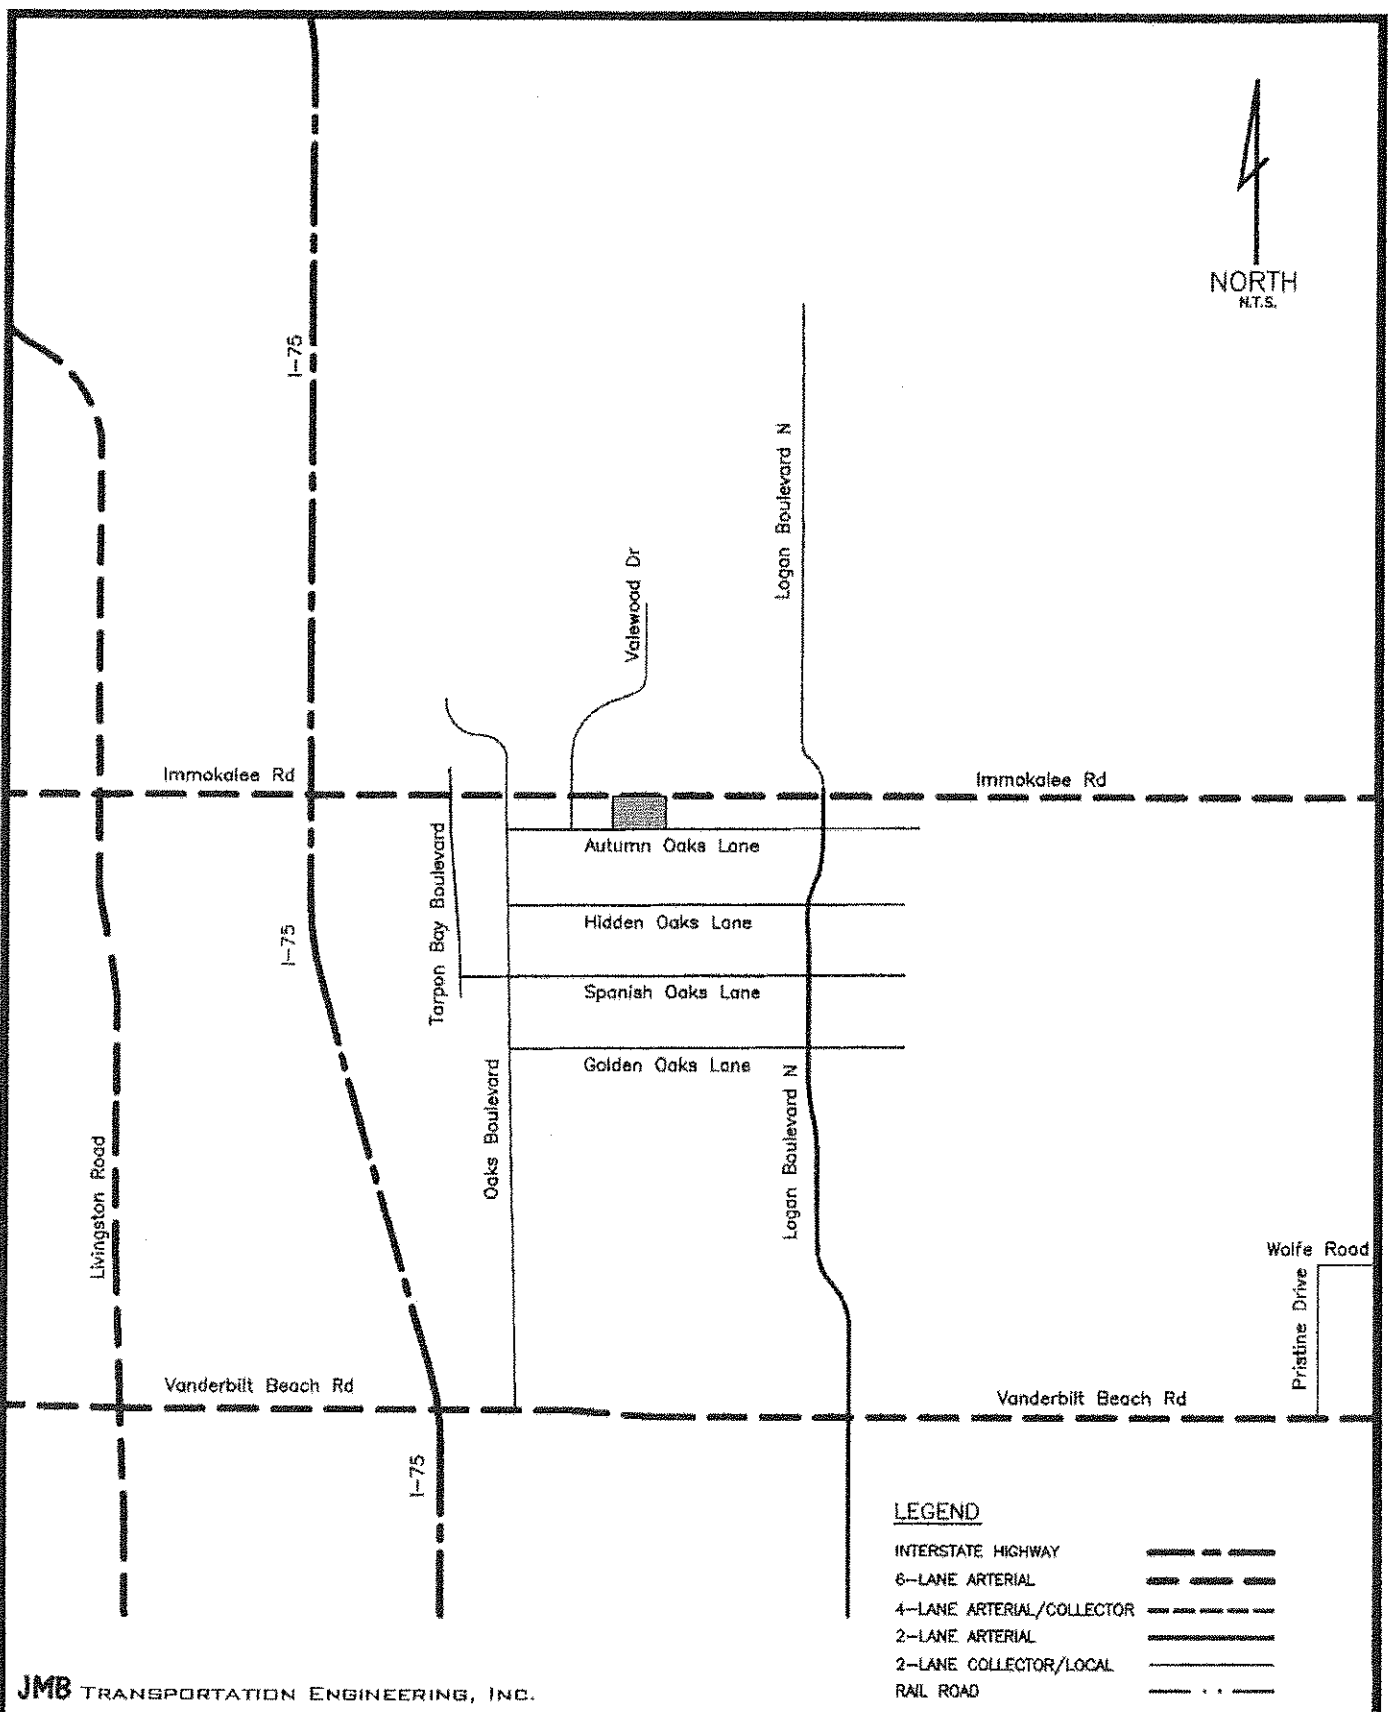 NORTH
N.T.S.
I-75
Logan Boulevard N
Valewood Dr
Immokalee Rd
Immokalee Rd
Autumn Oaks Lane
Tarpon Bay Boulevard
Hidden Oaks Lane
I-75
Spanish Oaks Lane
Golden Oaks Lane
Oaks Boulevard
Logan Boulevard N
Livingston Road
Wolfe Road
Pristine Drive
Vanderbilt Beach Rd
Vanderbilt Beach Rd
I-75
LEGEND
INTERSTATE HIGHWAY
6-LANE ARTERIAL
4-LANE ARTERIAL/COLLECTOR
2-LANE ARTERIAL
2-LANE COLLECTOR/LOCAL
RAIL ROAD
JMB TRANSPORTATION ENGINEERING, INC.